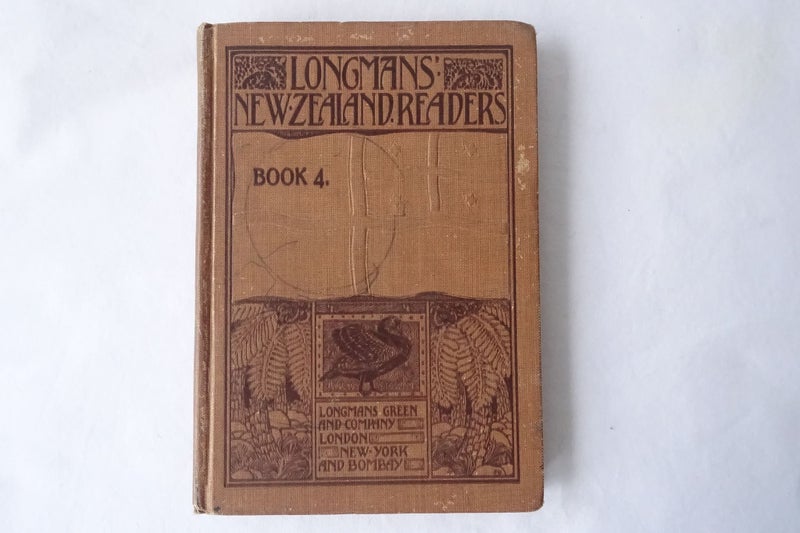 LONGMANS'
NEW·ZEALAND·READERS
BOOK 4.
LONGMANS GREEN
AND COMPANY
LONDON
NEW·YORK
AND BOMBAY